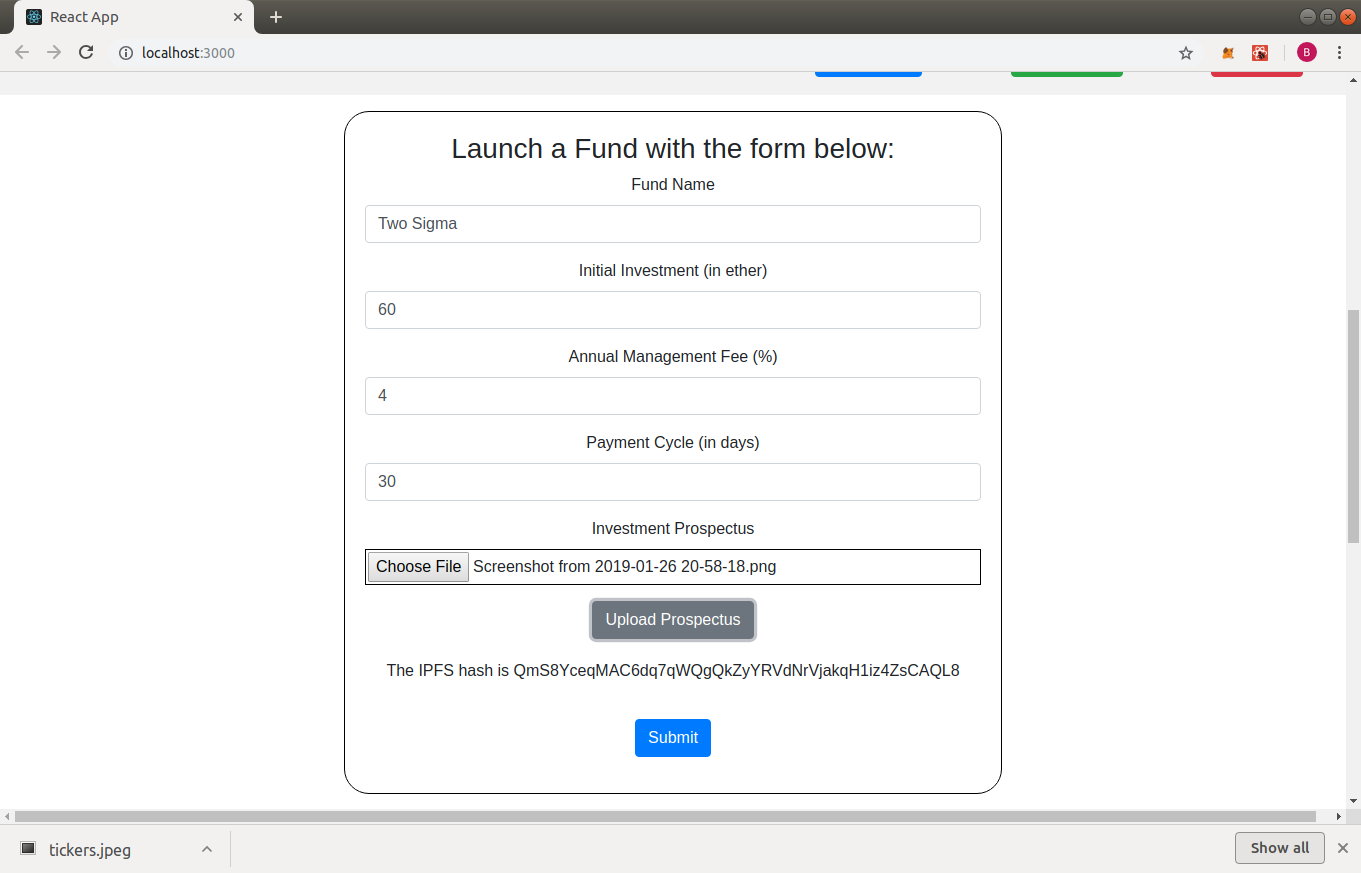 React App
localhost:3000
B
Launch a Fund with the form below:
Fund Name
Two Sigma
Initial Investment (in ether)
60
Annual Management Fee (%)
4
Payment Cycle (in days)
30
Investment Prospectus
Choose File Screenshot from 2019-01-26 20-58-18.png
Upload Prospectus
The IPFS hash is QmS8YceqMAC6dq7qWQgQkZyYRVdNrVjakqH1iz4ZsCAQL8
Submit
tickers.jpeg
Show all